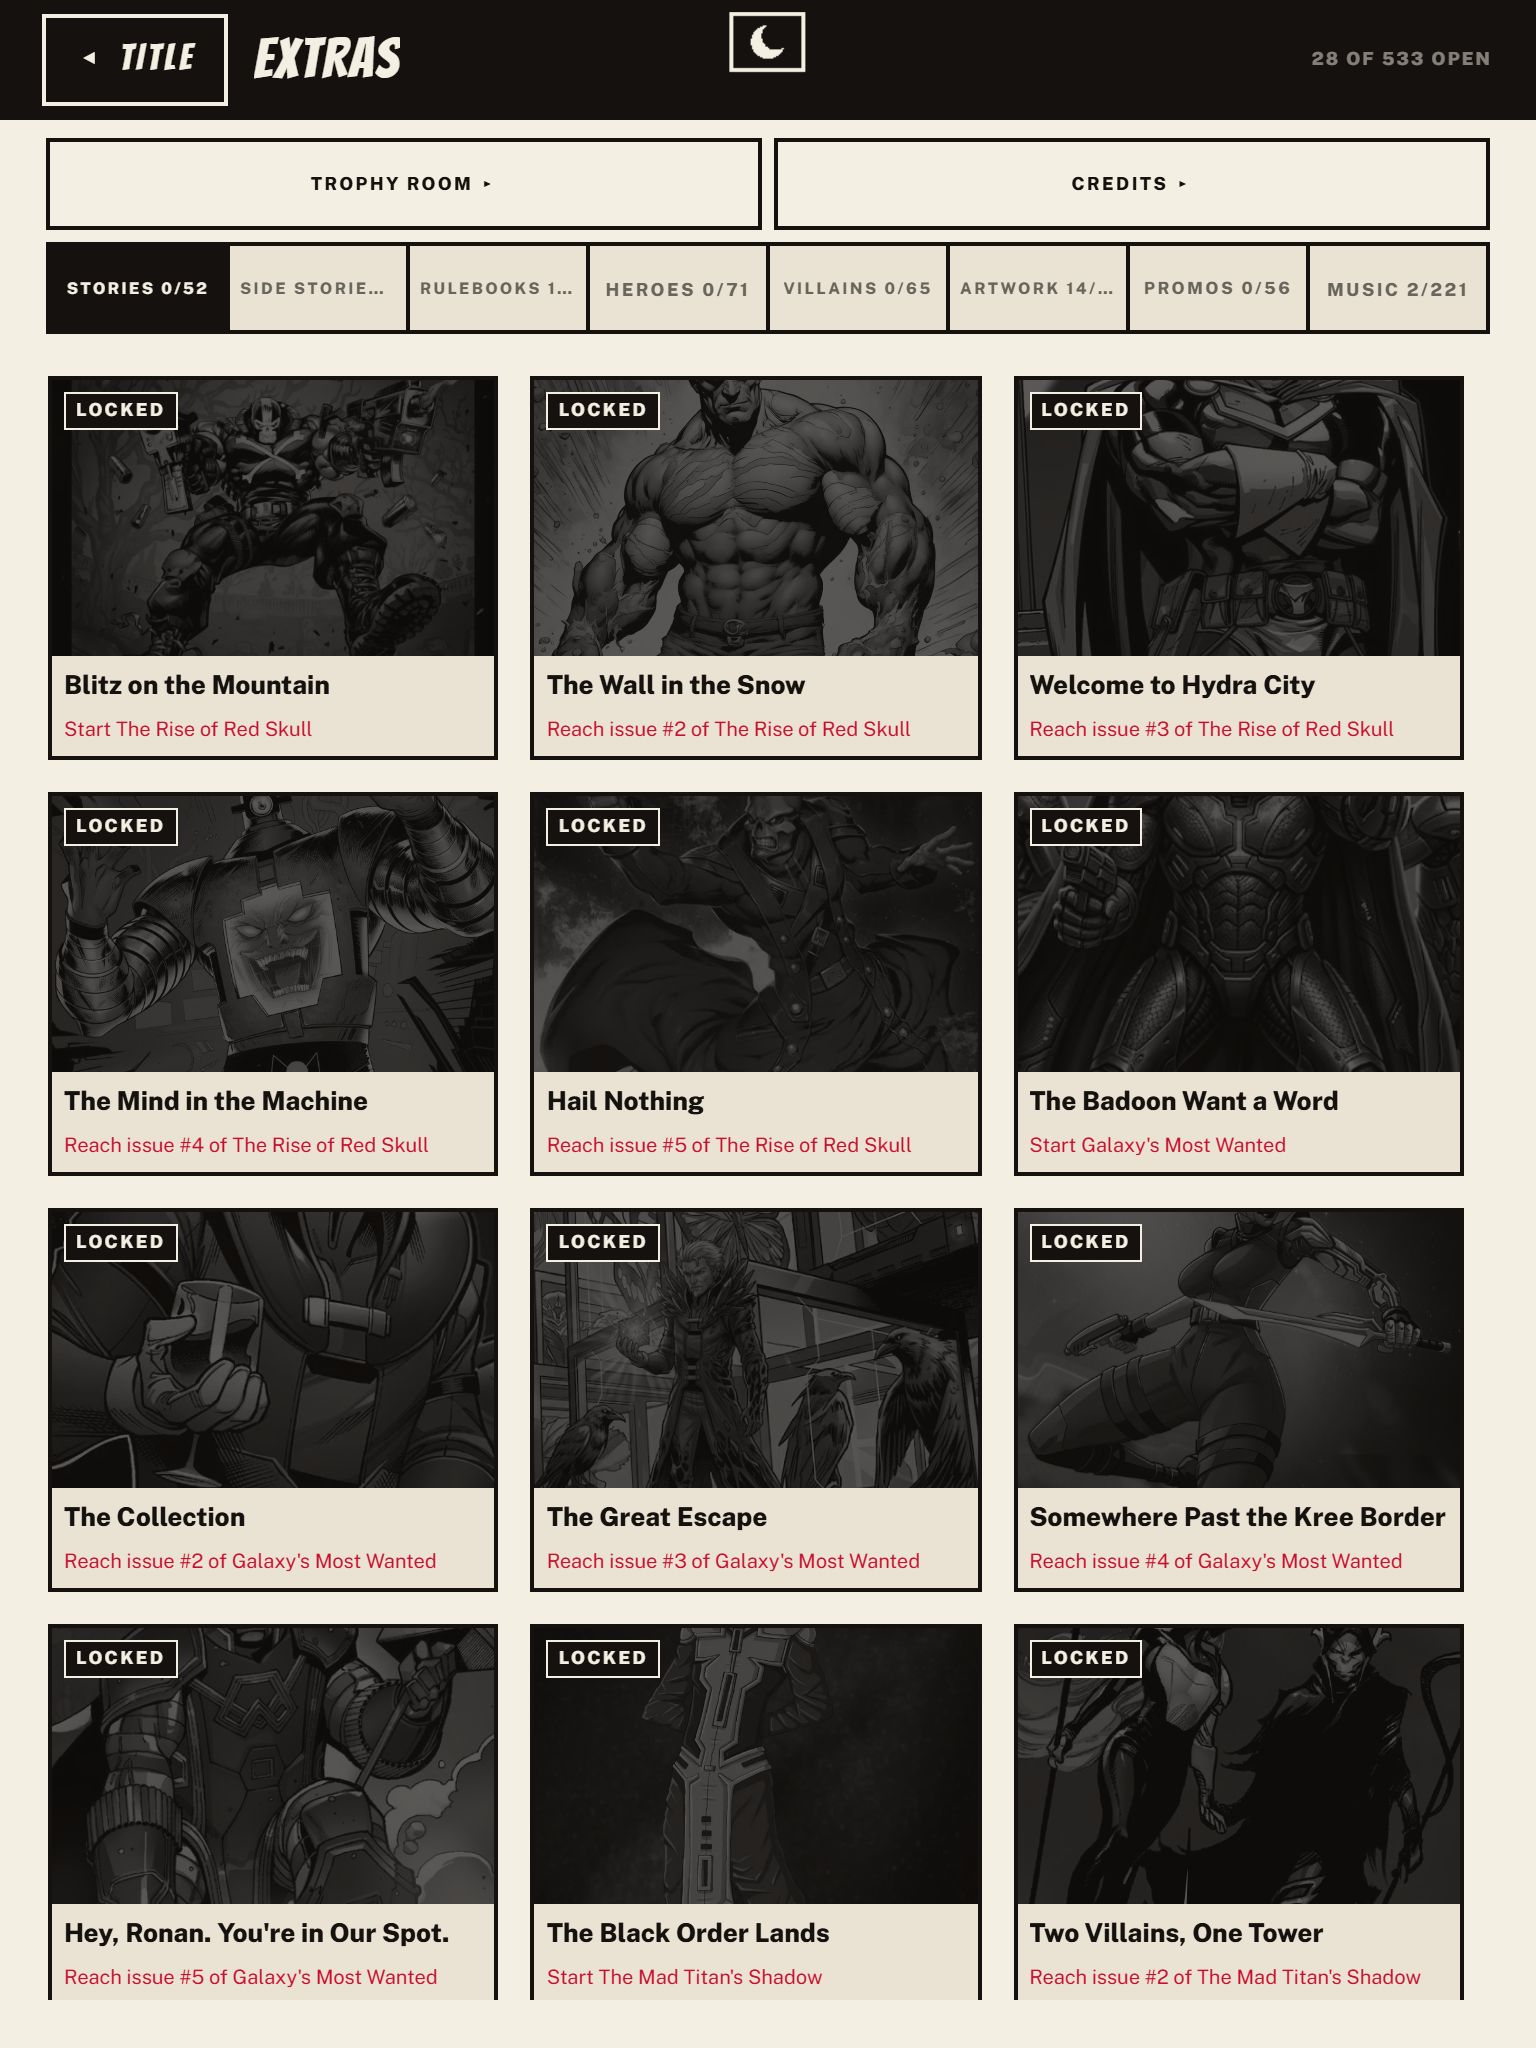 ◂ TITLE EXTRAS 28 OF 533 OPEN
TROPHY ROOM ▸ CREDITS ▸
STORIES 0/52 SIDE STORIE... RULEBOOKS 1... HEROES 0/71 VILLAINS 0/65 ARTWORK 14/... PROMOS 0/56 MUSIC 2/221
LOCKED LOCKED LOCKED
Blitz on the Mountain The Wall in the Snow Welcome to Hydra City
Start The Rise of Red Skull Reach issue #2 of The Rise of Red Skull Reach issue #3 of The Rise of Red Skull
LOCKED LOCKED LOCKED
The Mind in the Machine Hail Nothing The Badoon Want a Word
Reach issue #4 of The Rise of Red Skull Reach issue #5 of The Rise of Red Skull Start Galaxy's Most Wanted
LOCKED LOCKED LOCKED
The Collection The Great Escape Somewhere Past the Kree Border
Reach issue #2 of Galaxy's Most Wanted Reach issue #3 of Galaxy's Most Wanted Reach issue #4 of Galaxy's Most Wanted
LOCKED LOCKED LOCKED
Hey, Ronan. You're in Our Spot. The Black Order Lands Two Villains, One Tower
Reach issue #5 of Galaxy's Most Wanted Start The Mad Titan's Shadow Reach issue #2 of The Mad Titan's Shadow